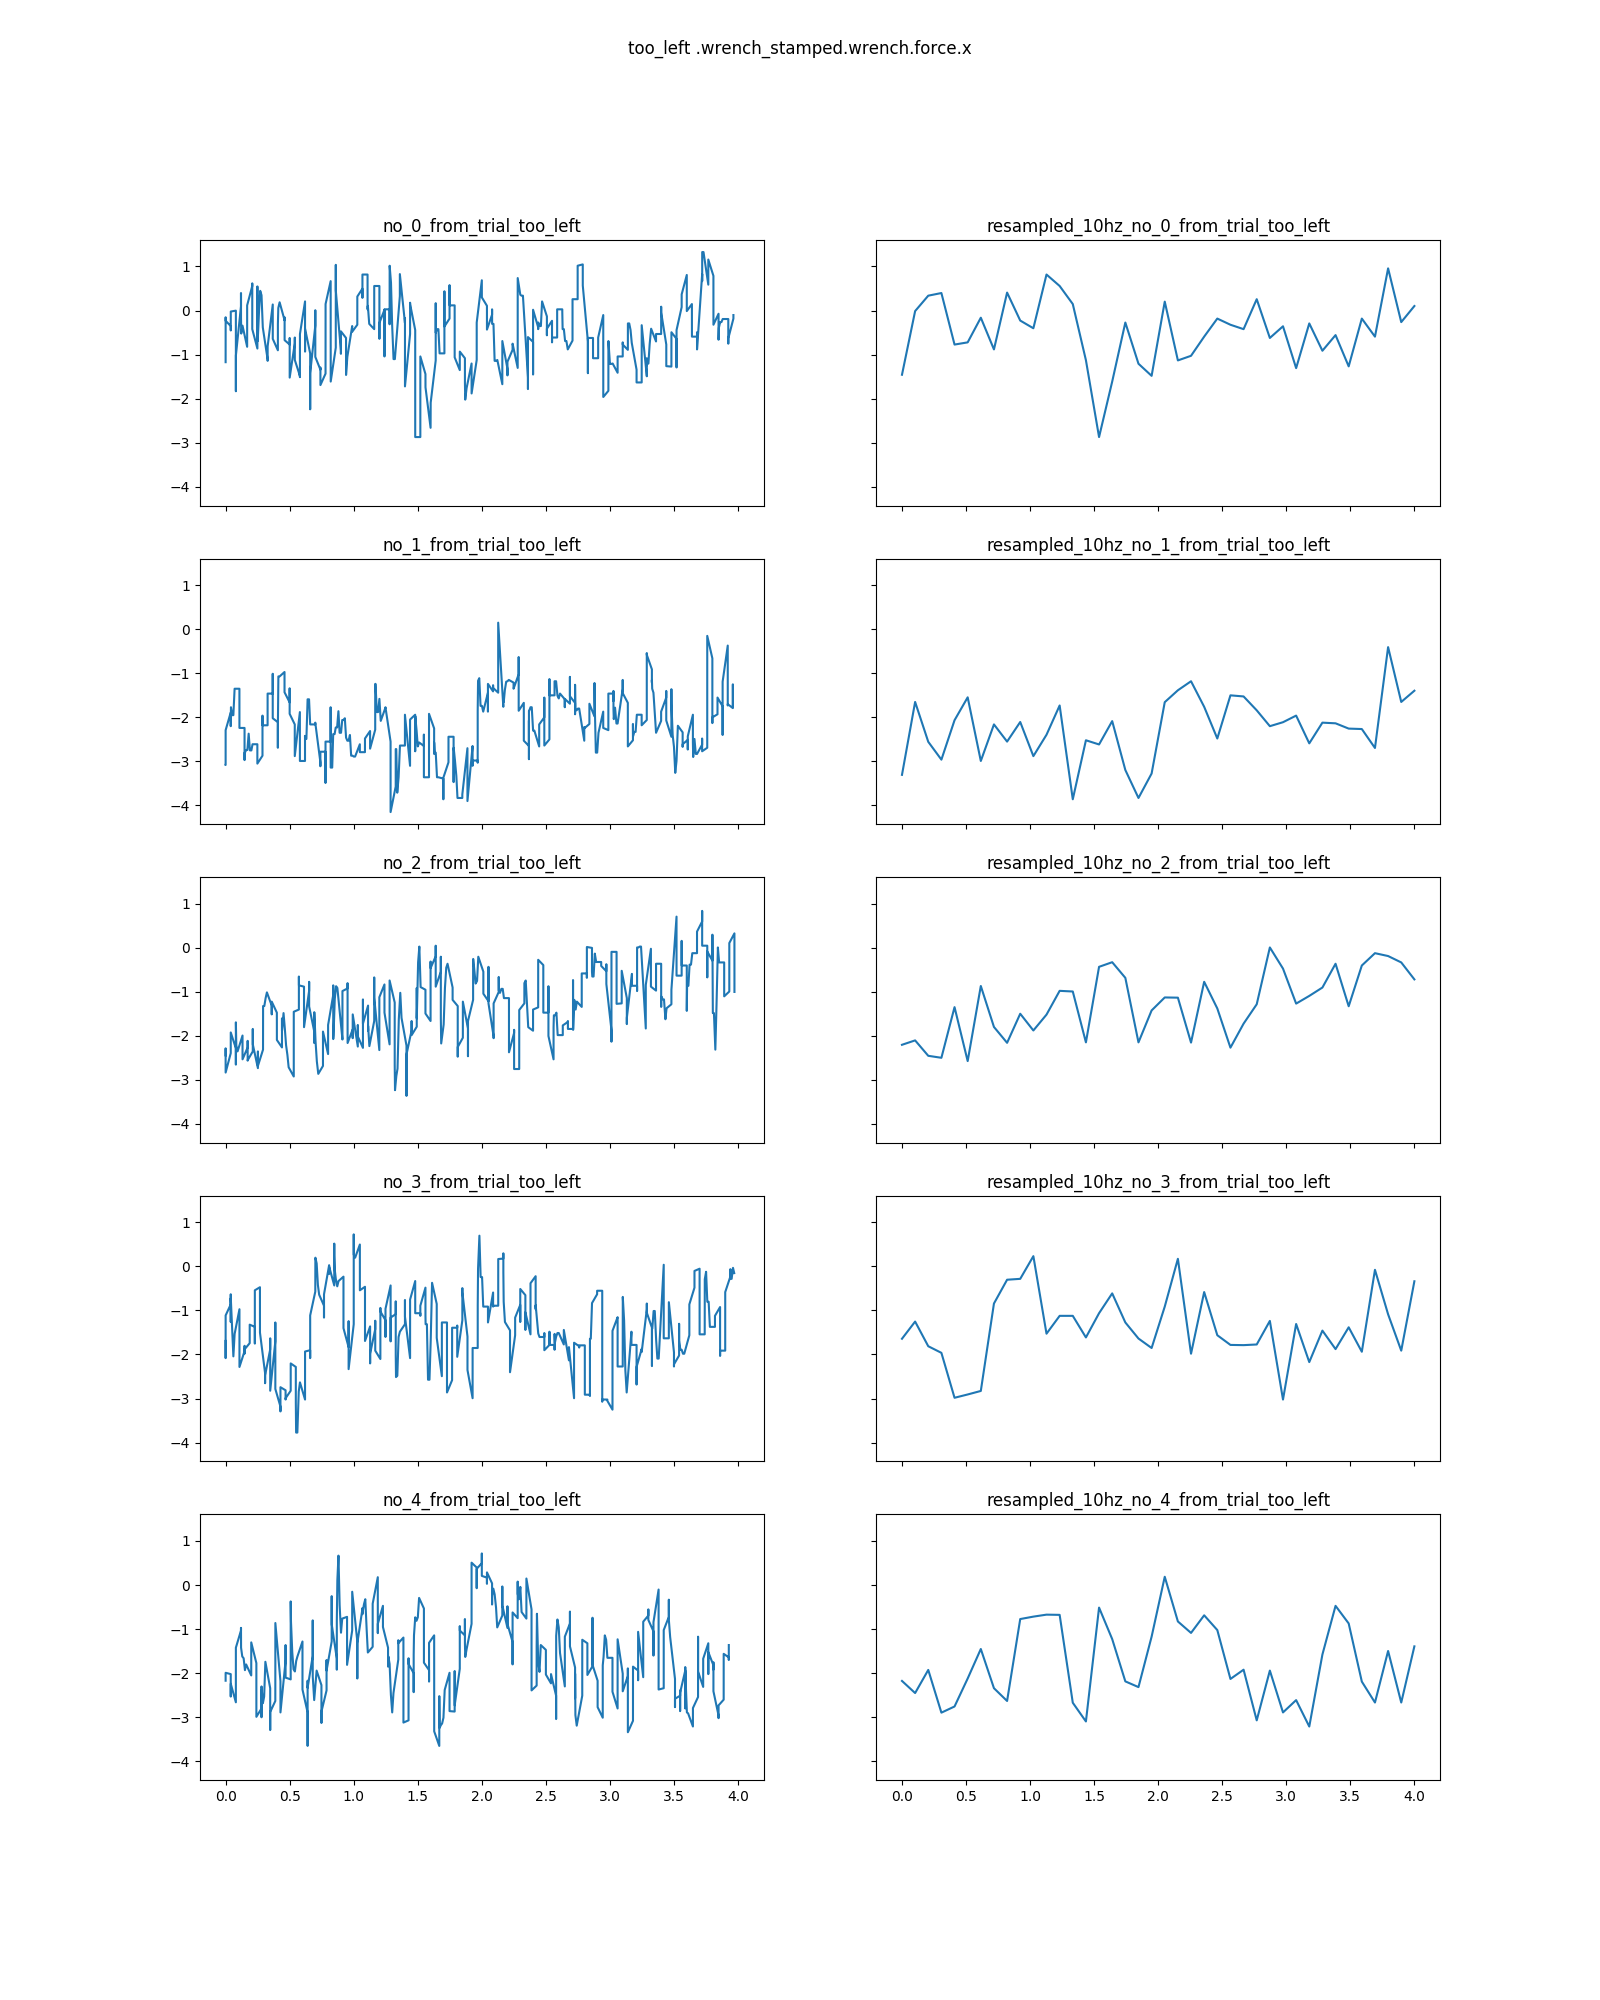 too_left .wrench_stamped.wrench.force.x
no_0_from_trial_too_left
resampled_10hz_no_0_from_trial_too_left
1
0
−1
−2
−3
−4
no_1_from_trial_too_left
resampled_10hz_no_1_from_trial_too_left
1
0
−1
−2
−3
−4
no_2_from_trial_too_left
resampled_10hz_no_2_from_trial_too_left
1
0
−1
−2
−3
−4
no_3_from_trial_too_left
resampled_10hz_no_3_from_trial_too_left
1
0
−1
−2
−3
−4
no_4_from_trial_too_left
resampled_10hz_no_4_from_trial_too_left
1
0
−1
−2
−3
−4
0.0 0.5 1.0 1.5 2.0 2.5 3.0 3.5 4.0
0.0 0.5 1.0 1.5 2.0 2.5 3.0 3.5 4.0